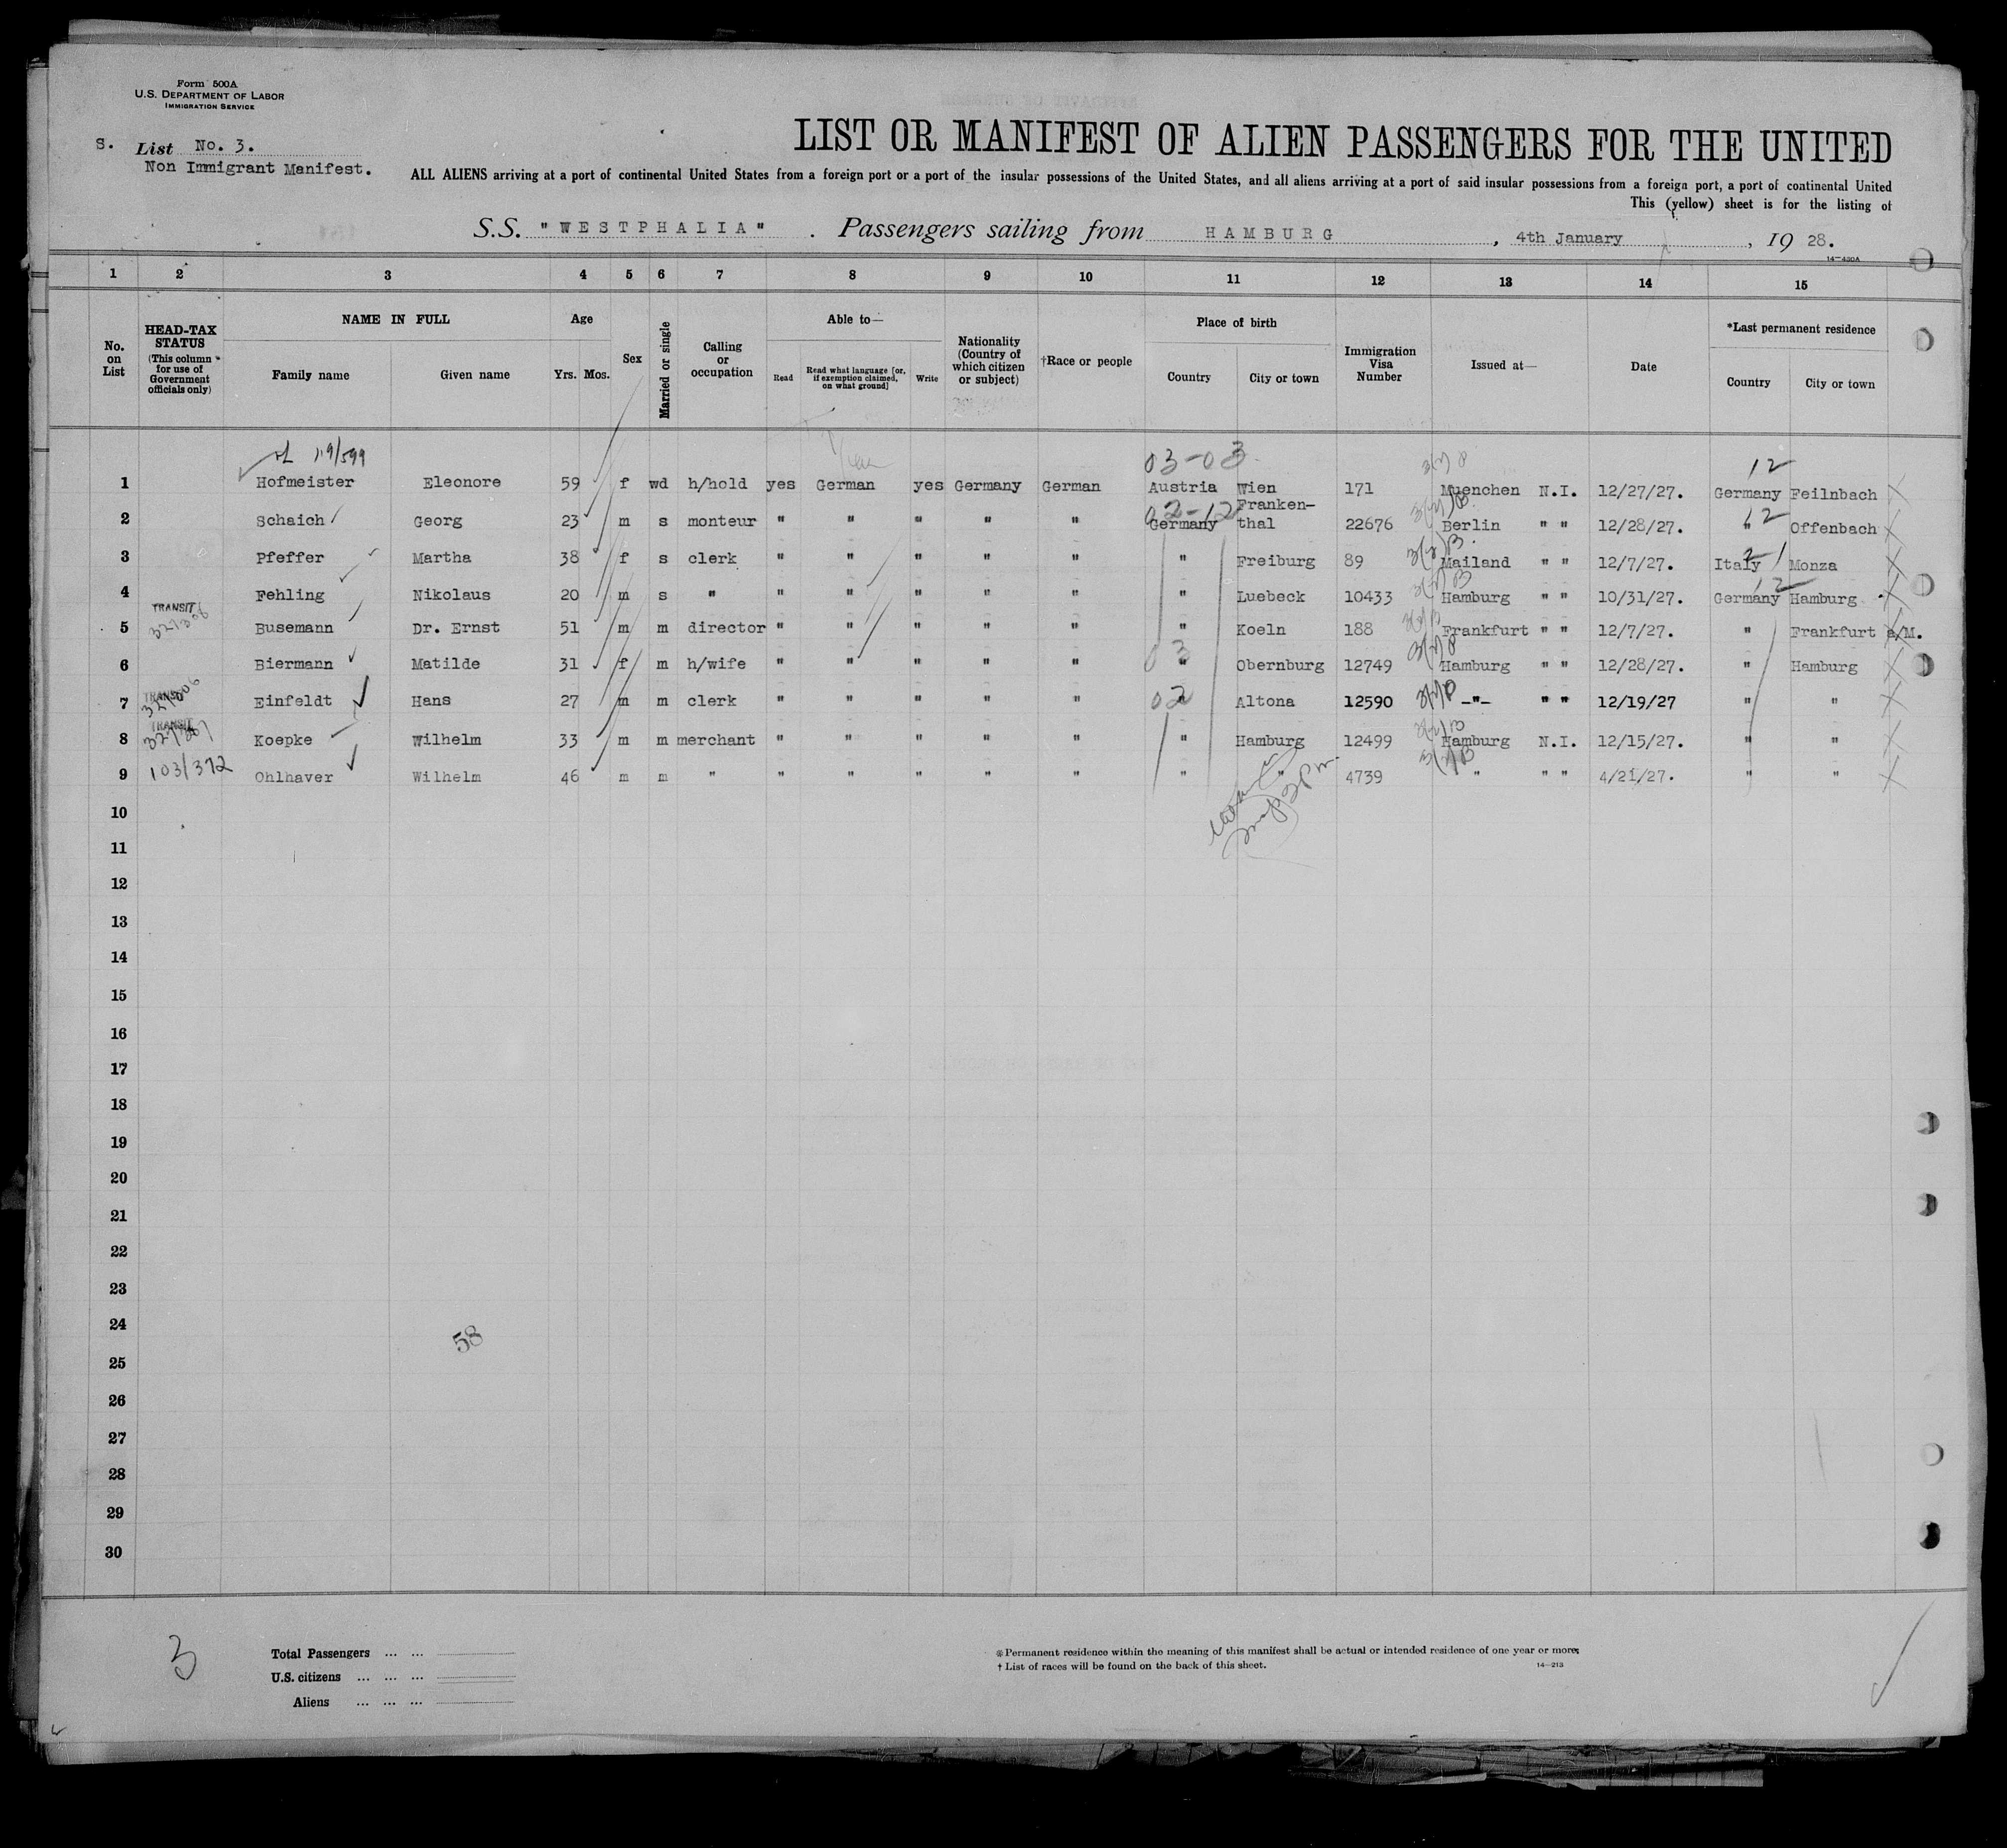 Form 500A
U.S. DEPARTMENT OF LABOR
IMMIGRATION SERVICE
S. List No. 3.
Non Immigrant Manifest.
LIST OR MANIFEST OF ALIEN PASSENGERS FOR THE UNITED
ALL ALIENS arriving at a port of continental United States from a foreign port or a port of the insular possessions of the United States, and all aliens arriving at a port of said insular possessions from a foreign port, a port of continental United
This (yellow) sheet is for the listing of
S.S. "WESTPHALIA". Passengers sailing from HAMBURG, 4th January, 19 28.
14-430A
1 2 3 4 5 6 7 8 9 10 11 12 13 14 15
No. on List
HEAD-TAX STATUS (This column for use of Government officials only)
NAME IN FULL
Family name
Given name
Age
Yrs. Mos.
Sex
Married or single
Calling or occupation
Able to—
Read
Read what language [or, if exemption claimed, on what ground]
Write
Nationality (Country of which citizen or subject)
†Race or people
Place of birth
Country
City or town
Immigration Visa Number
Issued at—
Date
*Last permanent residence
Country
City or town
119/599 03-03 12
1 Hofmeister Eleonore 59 f wd h/hold yes German yes Germany German Austria Wien 171 Muenchen N.I. 12/27/27. Germany Feilnbach
02-12 12
2 Schaich Georg 23 m s monteur " " " " " Germany Franken-thal 22676 Berlin " " 12/28/27. " Offenbach
3 Pfeffer Martha 38 f s clerk " " " " " " Freiburg 89 Mailand " " 12/7/27. Italy Monza
12
4 Fehling Nikolaus 20 m s " " " " " " " Luebeck 10433 Hamburg " " 10/31/27. Germany Hamburg.
TRANSIT
5 Busemann Dr. Ernst 51 m m director " " " " " " Koeln 188 Frankfurt " " 12/7/27. " Frankfurt a/M.
03
6 Biermann Matilde 31 f m h/wife " " " " " " Obernburg 12749 Hamburg " " 12/28/27. " Hamburg
TRANSIT
02
7 Einfeldt Hans 27 m m clerk " " " " " " Altona 12590 -"- " " 12/19/27 " "
TRANSIT
8 Koepke Wilhelm 33 m m merchant " " " " " " Hamburg 12499 Hamburg N.I. 12/15/27. " "
103/372
9 Ohlhaver Wilhelm 46 m m " " " " " " " " 4739 " " " 4/21/27. " "
10
11
12
13
14
15
16
17
18
19
20
21
22
23
24
58
25
26
27
28
29
30
3
Total Passengers ... ...
U.S. citizens ... ... ...
Aliens ... ... ...
*Permanent residence within the meaning of this manifest shall be actual or intended residence of one year or more.
† List of races will be found on the back of this sheet. 14-213